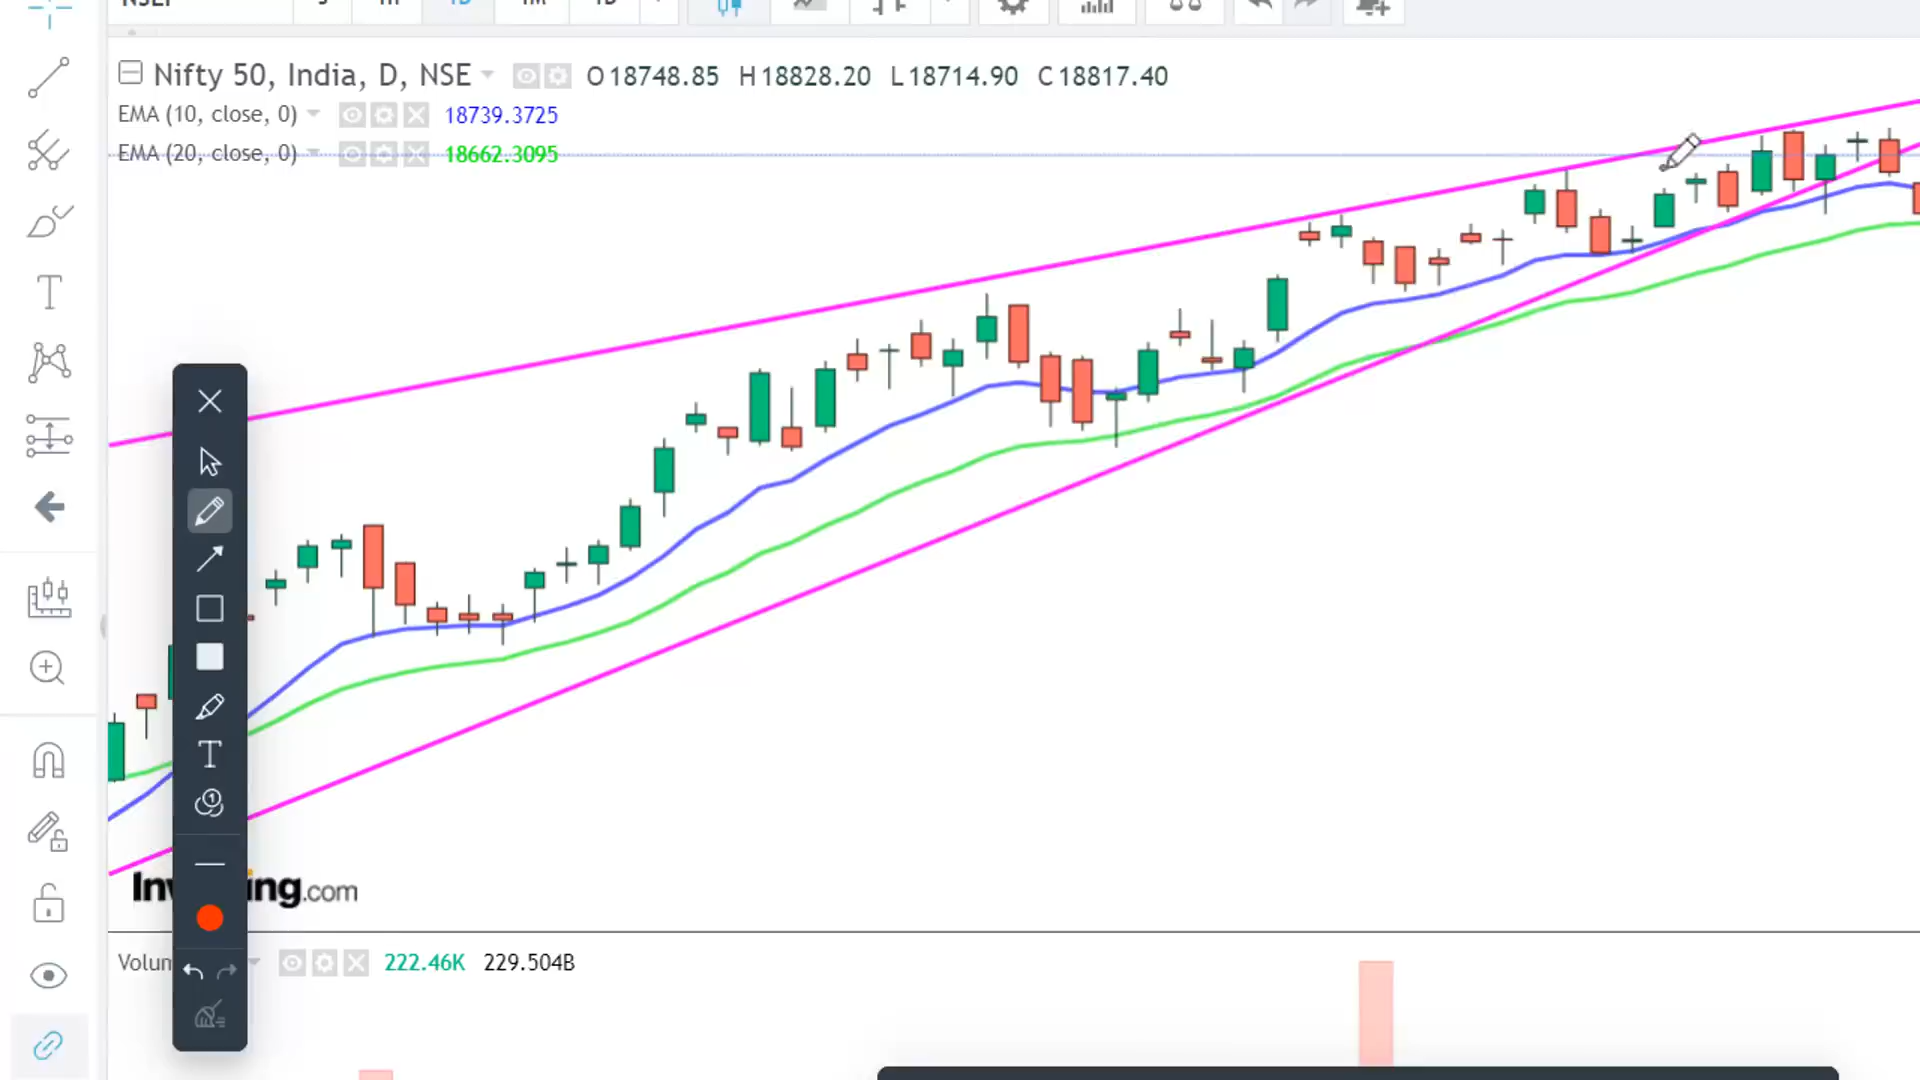 Nifty 50, India, D, NSE O18748.85 H18828.20 L18714.90 C18817.40
EMA (10, close, 0) 18739.3725
EMA (20, close, 0) 18662.3095
T
T
1
ing.com
222.46K 229.504B